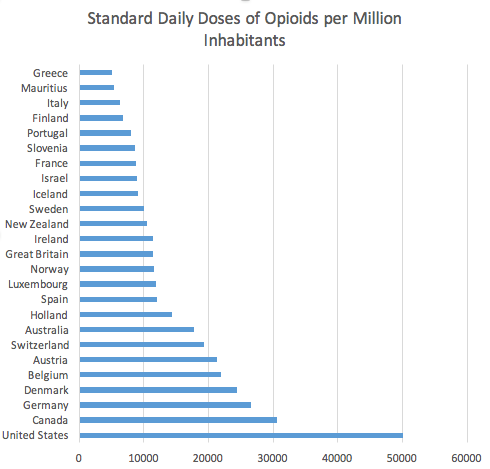 Standard Daily Doses of Opioids per Million
Inhabitants
Greece
Mauritius
Italy
Finland
Portugal
Slovenia
France
Israel
Iceland
Sweden
New Zealand
Ireland
Great Britain
Norway
Luxembourg
Spain
Holland
Australia
Switzerland
Austria
Belgium
Denmark
Germany
Canada
United States
0 10000 20000 30000 40000 50000 60000